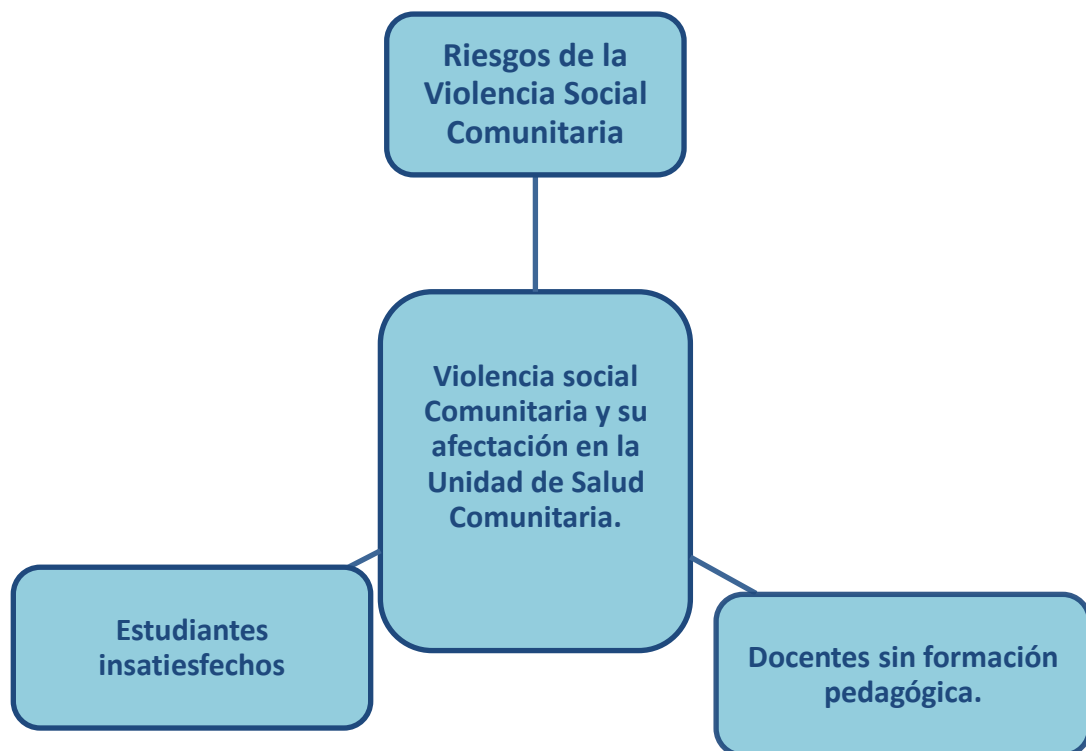 Riesgos de la
Violencia Social
Comunitaria
Violencia social
Comunitaria y su
afectación en la
Unidad de Salud
Comunitaria.
Estudiantes
insatiesfechos
Docentes sin formación
pedagógica.